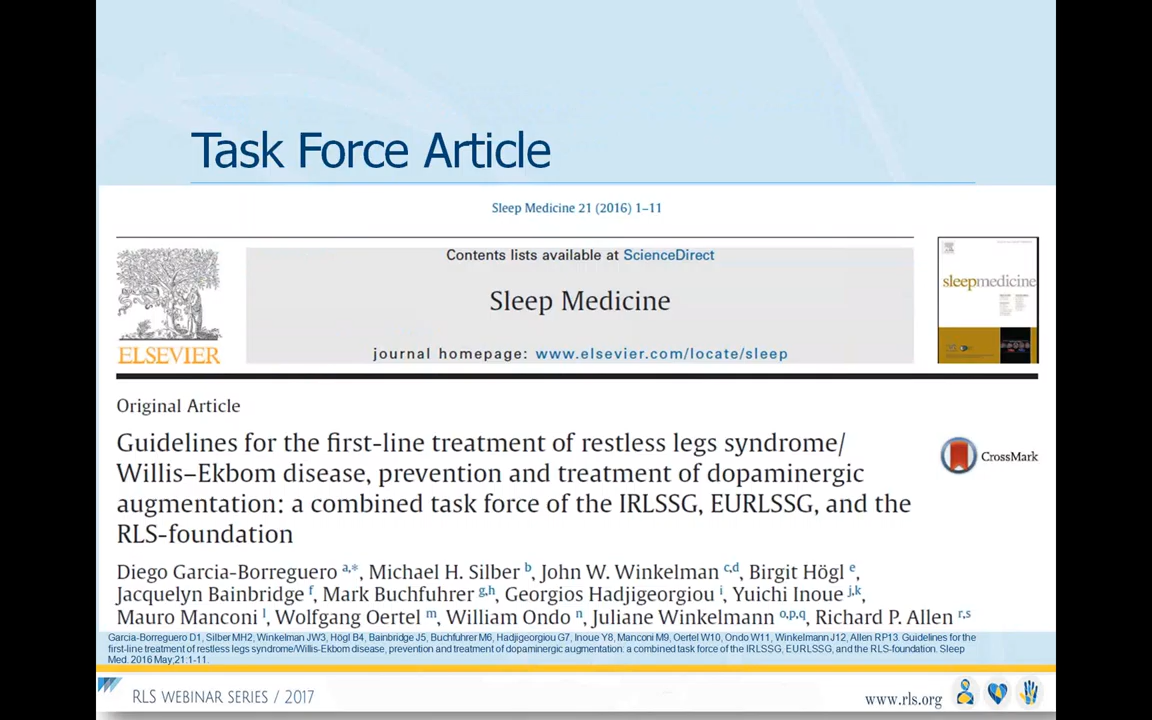 Task Force Article
Sleep Medicine 21 (2016) 1–11
Contents lists available at ScienceDirect
Sleep Medicine
journal homepage: www.elsevier.com/locate/sleep
ELSEVIER
sleepmedicine
Original Article
Guidelines for the first-line treatment of restless legs syndrome/
Willis–Ekbom disease, prevention and treatment of dopaminergic
augmentation: a combined task force of the IRLSSG, EURLSSG, and the
RLS-foundation
CrossMark
Diego Garcia-Borreguero a,*, Michael H. Silber b, John W. Winkelman c,d, Birgit Högl e,
Jacquelyn Bainbridge f, Mark Buchfuhrer g,h, Georgios Hadjigeorgiou i, Yuichi Inoue j,k,
Mauro Manconi l, Wolfgang Oertel m, William Ondo n, Juliane Winkelmann o,p,q, Richard P. Allen r,s
Garcia-Borreguero D1, Silber MH2, Winkelman JW3, Högl B4, Bainbridge J5, Buchfuhrer M6, Hadjigeorgiou G7, Inoue Y8, Manconi M9, Oertel W10, Ondo W11, Winkelmann J12, Allen RP13. Guidelines for the
first-line treatment of restless legs syndrome/Willis-Ekbom disease, prevention and treatment of dopaminergic augmentation: a combined task force of the IRLSSG, EURLSSG, and the RLS-foundation. Sleep
Med. 2016 May;21:1-11.
RLS WEBINAR SERIES / 2017
www.rls.org